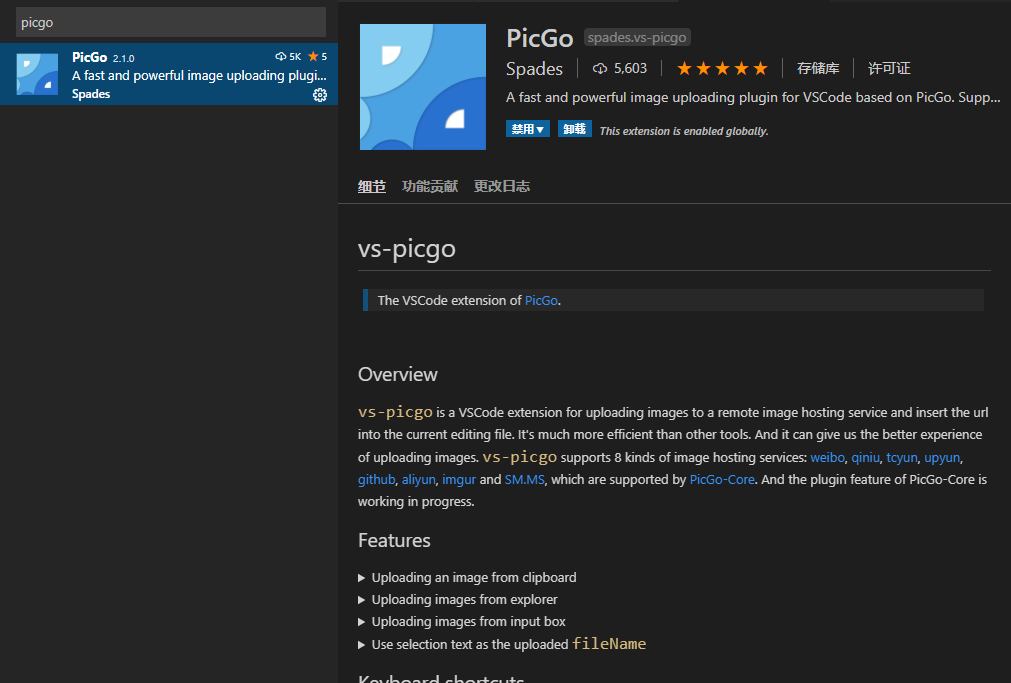 picgo
PicGo 2.1.0 5K 5
A fast and powerful image uploading plugi...
Spades
PicGo spades.vs-picgo
Spades 5,603 存储库 许可证
A fast and powerful image uploading plugin for VSCode based on PicGo. Supp...
禁用 卸载 This extension is enabled globally.
细节 功能贡献 更改日志
vs-picgo
The VSCode extension of PicGo.
Overview
vs-picgo is a VSCode extension for uploading images to a remote image hosting service and insert the url
into the current editing file. It's much more efficient than other tools. And it can give us the better experience
of uploading images. vs-picgo supports 8 kinds of image hosting services: weibo, qiniu, tcyun, upyun,
github, aliyun, imgur and SM.MS, which are supported by PicGo-Core. And the plugin feature of PicGo-Core is
working in progress.
Features
Uploading an image from clipboard
Uploading images from explorer
Uploading images from input box
Use selection text as the uploaded fileName
Keyboard shortcuts